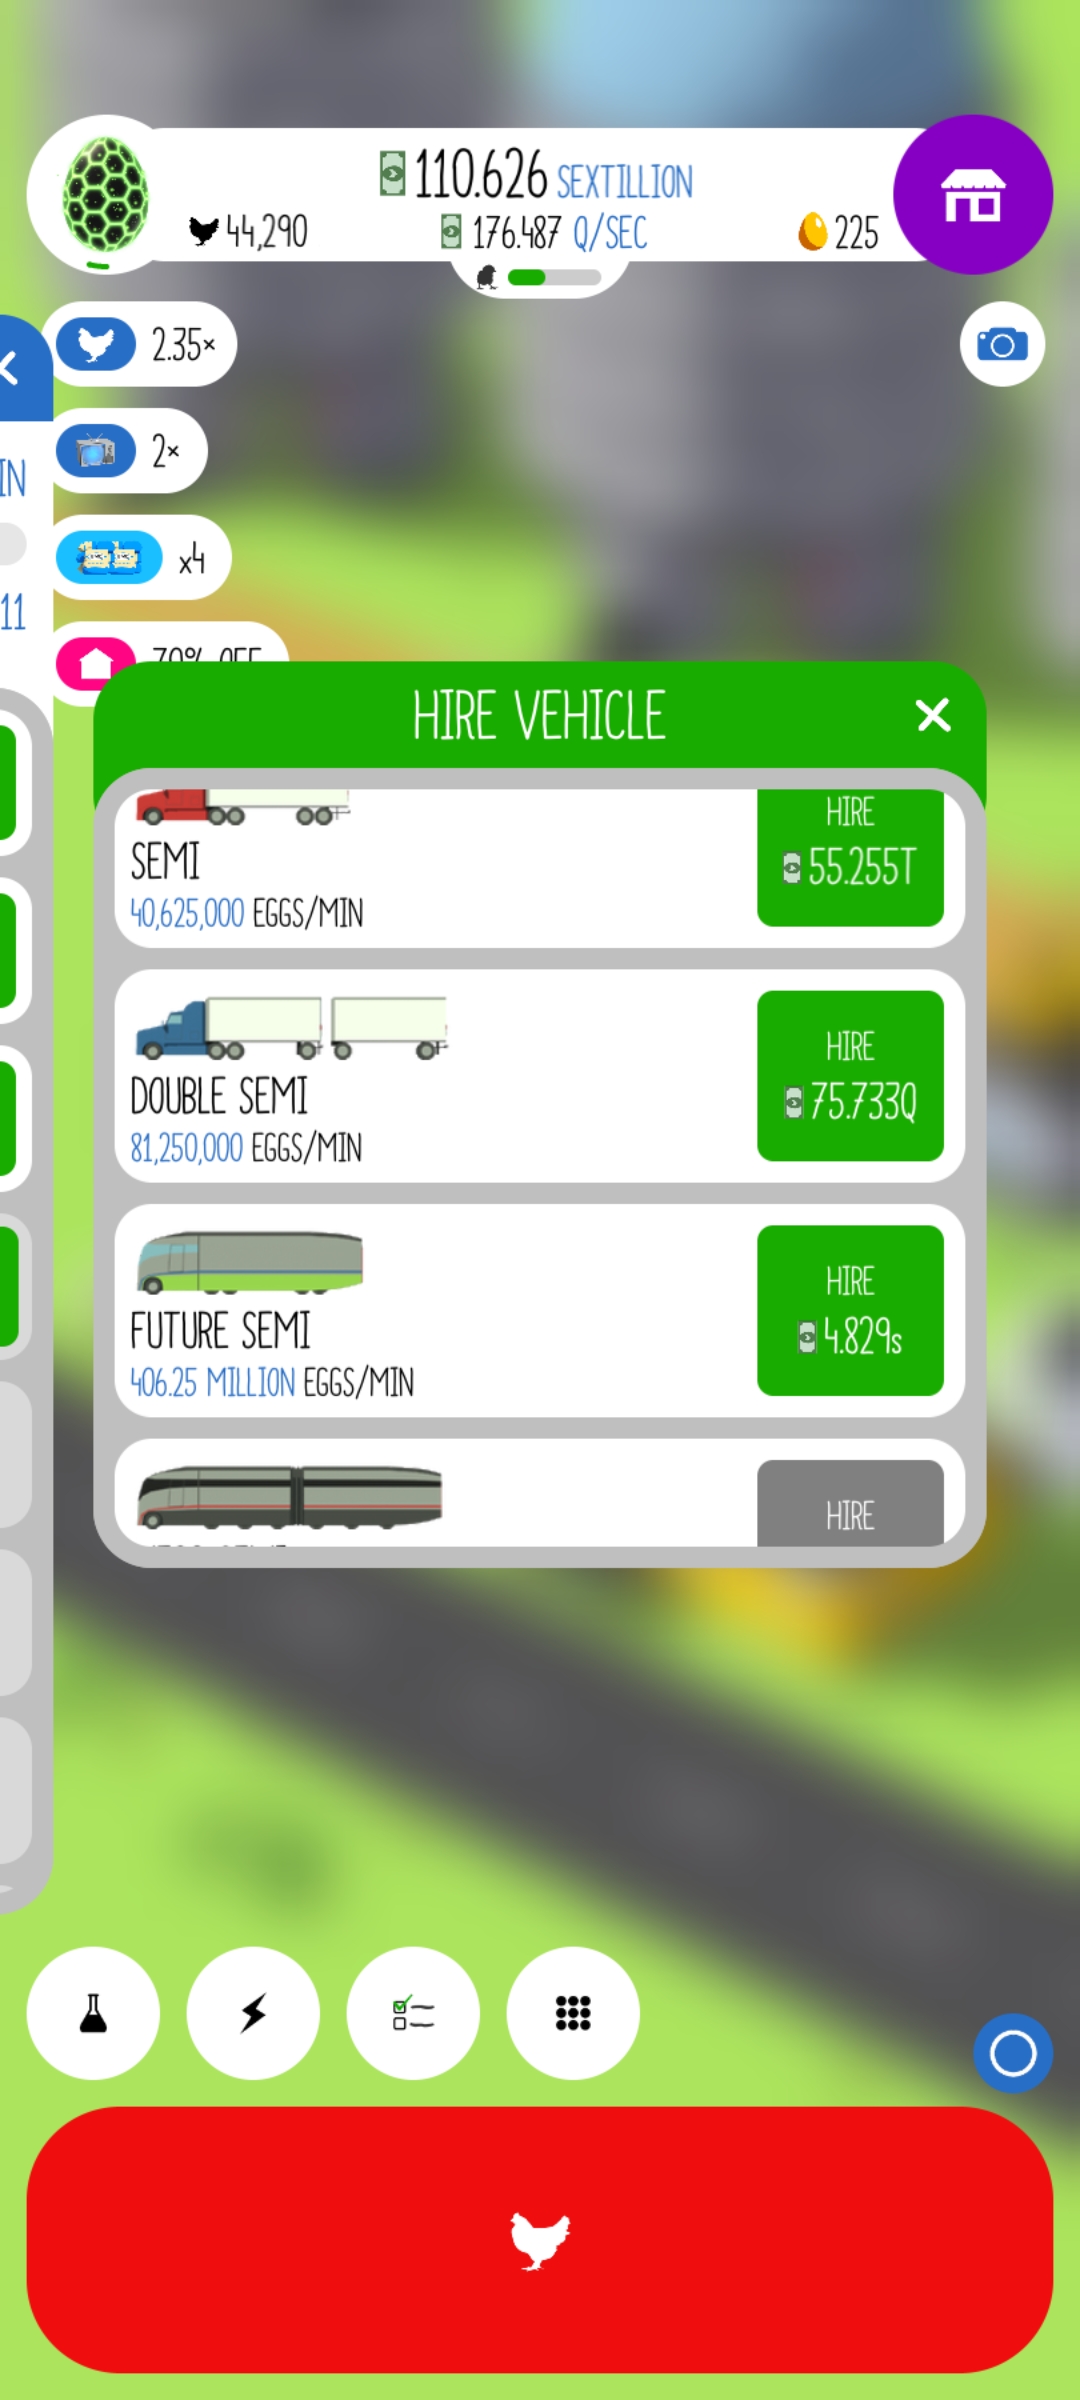 110.626 SEXTILLION
44,290
176.487 Q/SEC
225
2.35×
2×
x4
70% OFF
IN
11
HIRE VEHICLE
SEMI
40,625,000 EGGS/MIN
HIRE
55.255T
DOUBLE SEMI
81,250,000 EGGS/MIN
HIRE
75.733Q
FUTURE SEMI
406.25 MILLION EGGS/MIN
HIRE
4.829s
HIRE